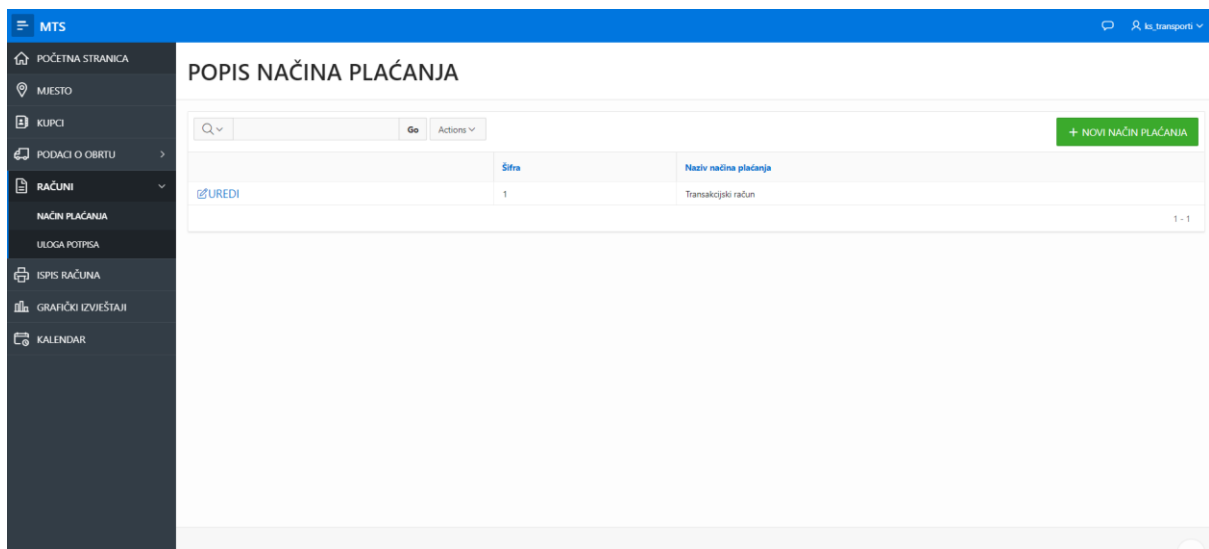 MTS
ks_transporti
POČETNA STRANICA
MJESTO
KUPCI
PODACI O OBRTU
RAČUNI
NAČIN PLAĆANJA
ULOGA POTPISA
ISPIS RAČUNA
GRAFIČKI IZVJEŠTAJI
KALENDAR
POPIS NAČINA PLAĆANJA
Go Actions
+ NOVI NAČIN PLAĆANJA
Šifra Naziv načina plaćanja
UREDI 1 Transakcijski račun
1 - 1